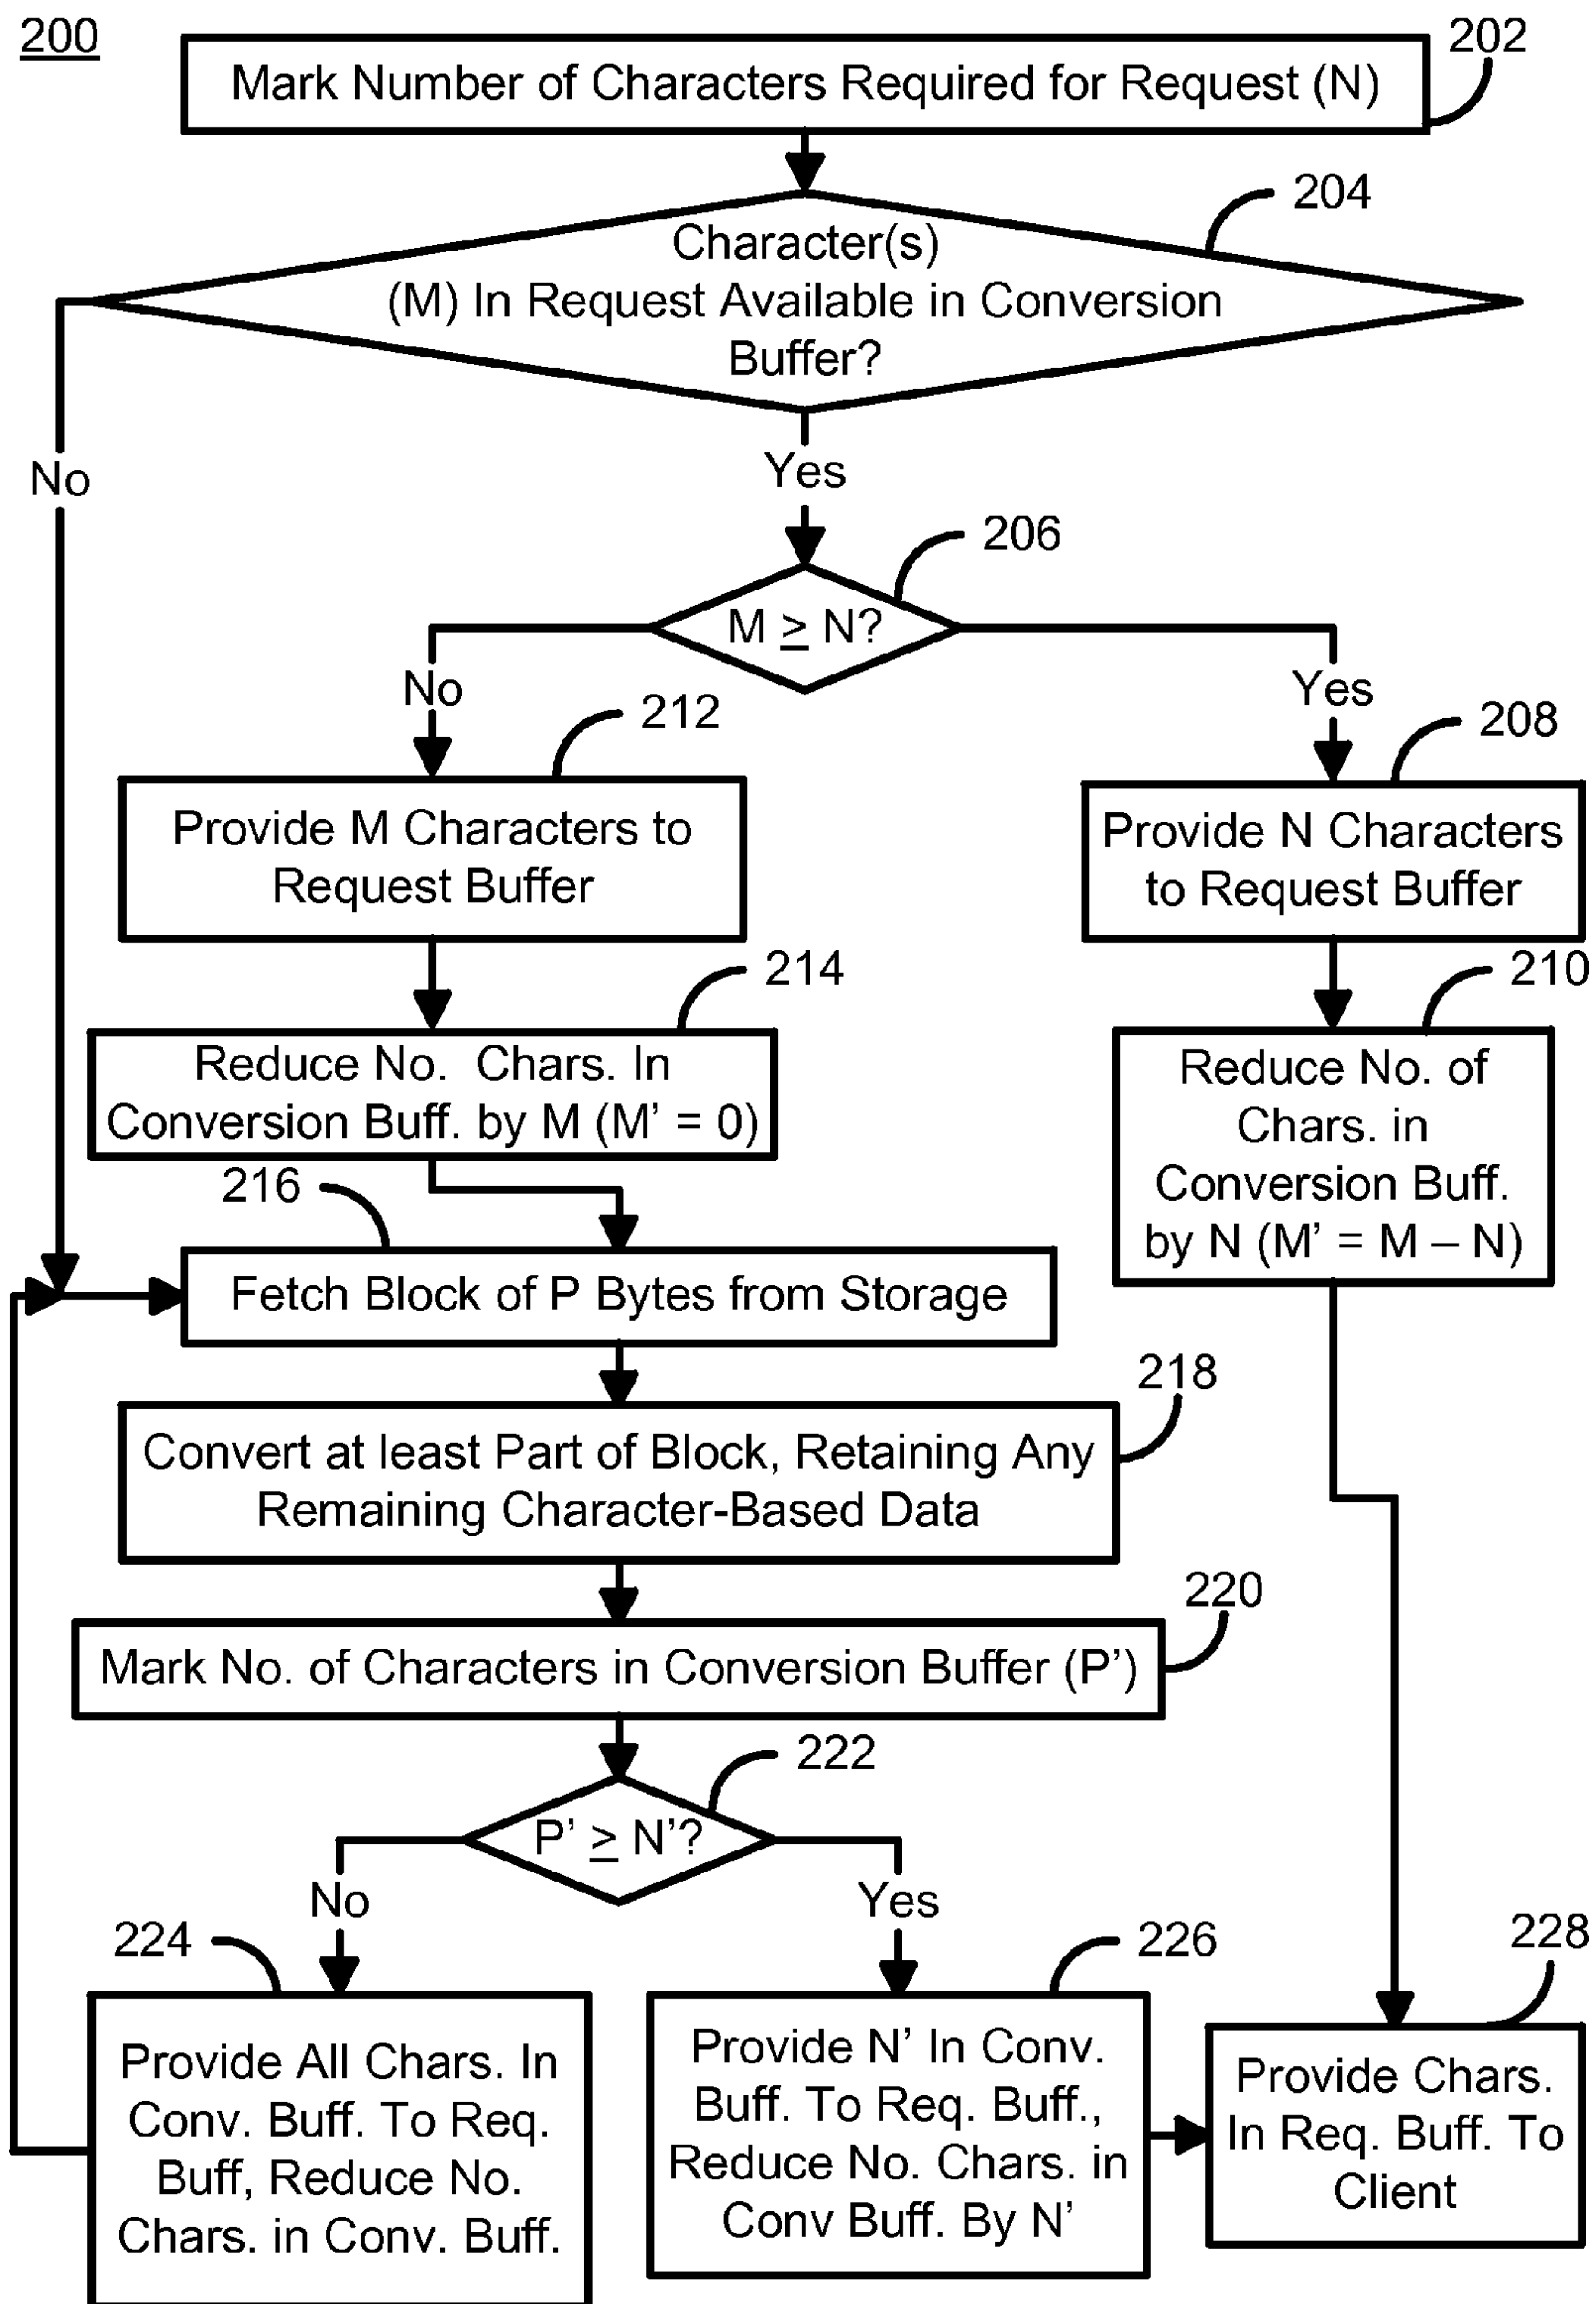 200
202
Mark Number of Characters Required for Request (N)
204
Character(s)
(M) In Request Available in Conversion
Buffer?
No
Yes
206
M ≥ N?
No
Yes
212
208
Provide M Characters to
Request Buffer
Provide N Characters
to Request Buffer
214
210
Reduce No. Chars. In
Conversion Buff. by M (M' = 0)
Reduce No. of
Chars. in
Conversion Buff.
by N (M' = M – N)
216
Fetch Block of P Bytes from Storage
218
Convert at least Part of Block, Retaining Any
Remaining Character-Based Data
220
Mark No. of Characters in Conversion Buffer (P')
222
P' ≥ N'?
No
Yes
224
226
228
Provide All Chars. In
Conv. Buff. To Req.
Buff, Reduce No.
Chars. in Conv. Buff.
Provide N' In Conv.
Buff. To Req. Buff.,
Reduce No. Chars. in
Conv Buff. By N'
Provide Chars.
In Req. Buff. To
Client